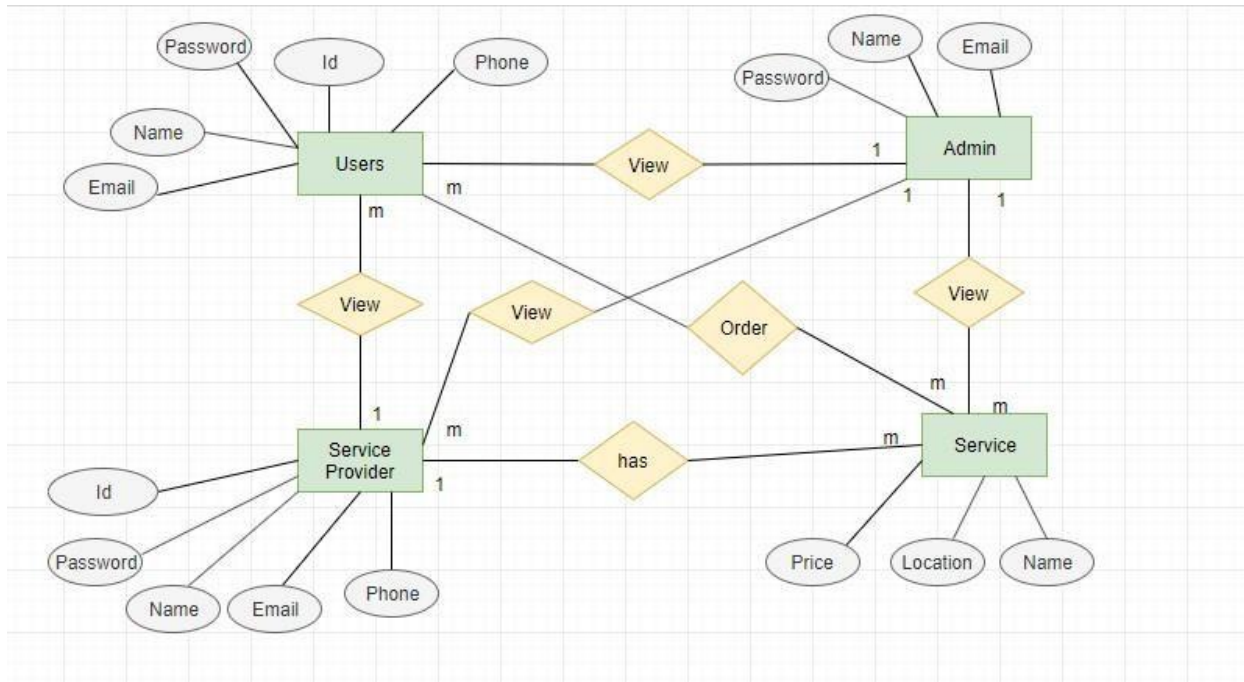 Password
Id
Phone
Name
Email
Users
View
1
Password
Name
Email
Admin
m
m
1
1
View
View
Order
View
1
m
m
m
Service
Provider
1
has
m
Service
Id
Password
Name
Email
Phone
Price
Location
Name